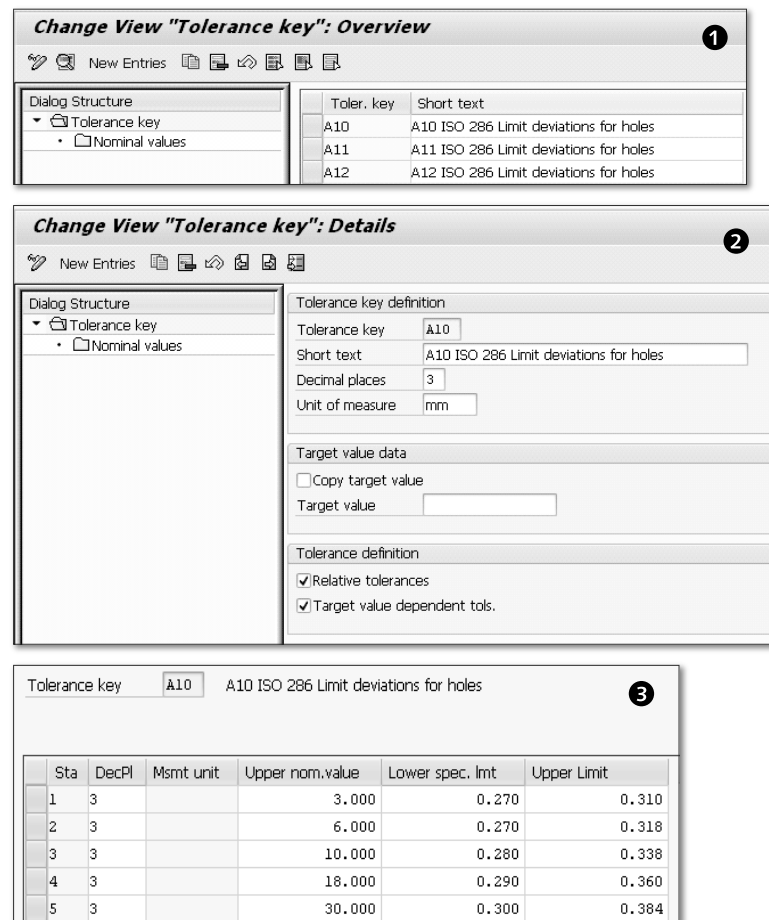 Change View "Tolerance key": Overview
1
New Entries
Dialog Structure
Tolerance key
Nominal values
Toler. key Short text
A10 A10 ISO 286 Limit deviations for holes
A11 A11 ISO 286 Limit deviations for holes
A12 A12 ISO 286 Limit deviations for holes
Change View "Tolerance key": Details
2
New Entries
Dialog Structure
Tolerance key
Nominal values
Tolerance key definition
Tolerance key A10
Short text A10 ISO 286 Limit deviations for holes
Decimal places 3
Unit of measure mm
Target value data
Copy target value
Target value
Tolerance definition
Relative tolerances
Target value dependent tols.
Tolerance key A10 A10 ISO 286 Limit deviations for holes
3
Sta DecPl Msmt unit Upper nom.value Lower spec. lmt Upper Limit
1 3 3.000 0.270 0.310
2 3 6.000 0.270 0.318
3 3 10.000 0.280 0.338
4 3 18.000 0.290 0.360
5 3 30.000 0.300 0.384